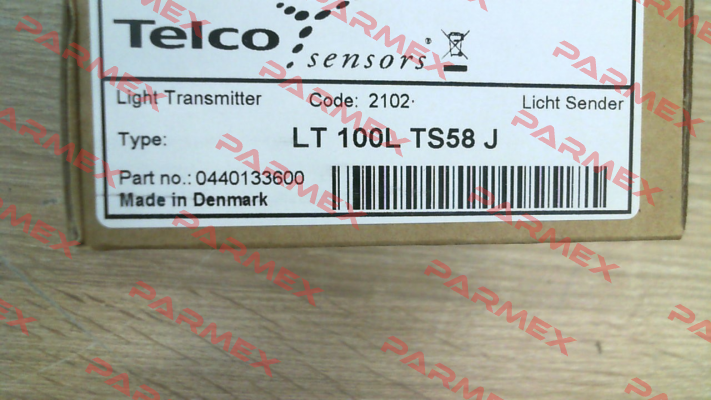 Telco
sensors®
Light Transmitter Code: 2102· Licht Sender
Type: LT 100L TS58 J
Part no.: 0440133600
Made in Denmark
PARMEX